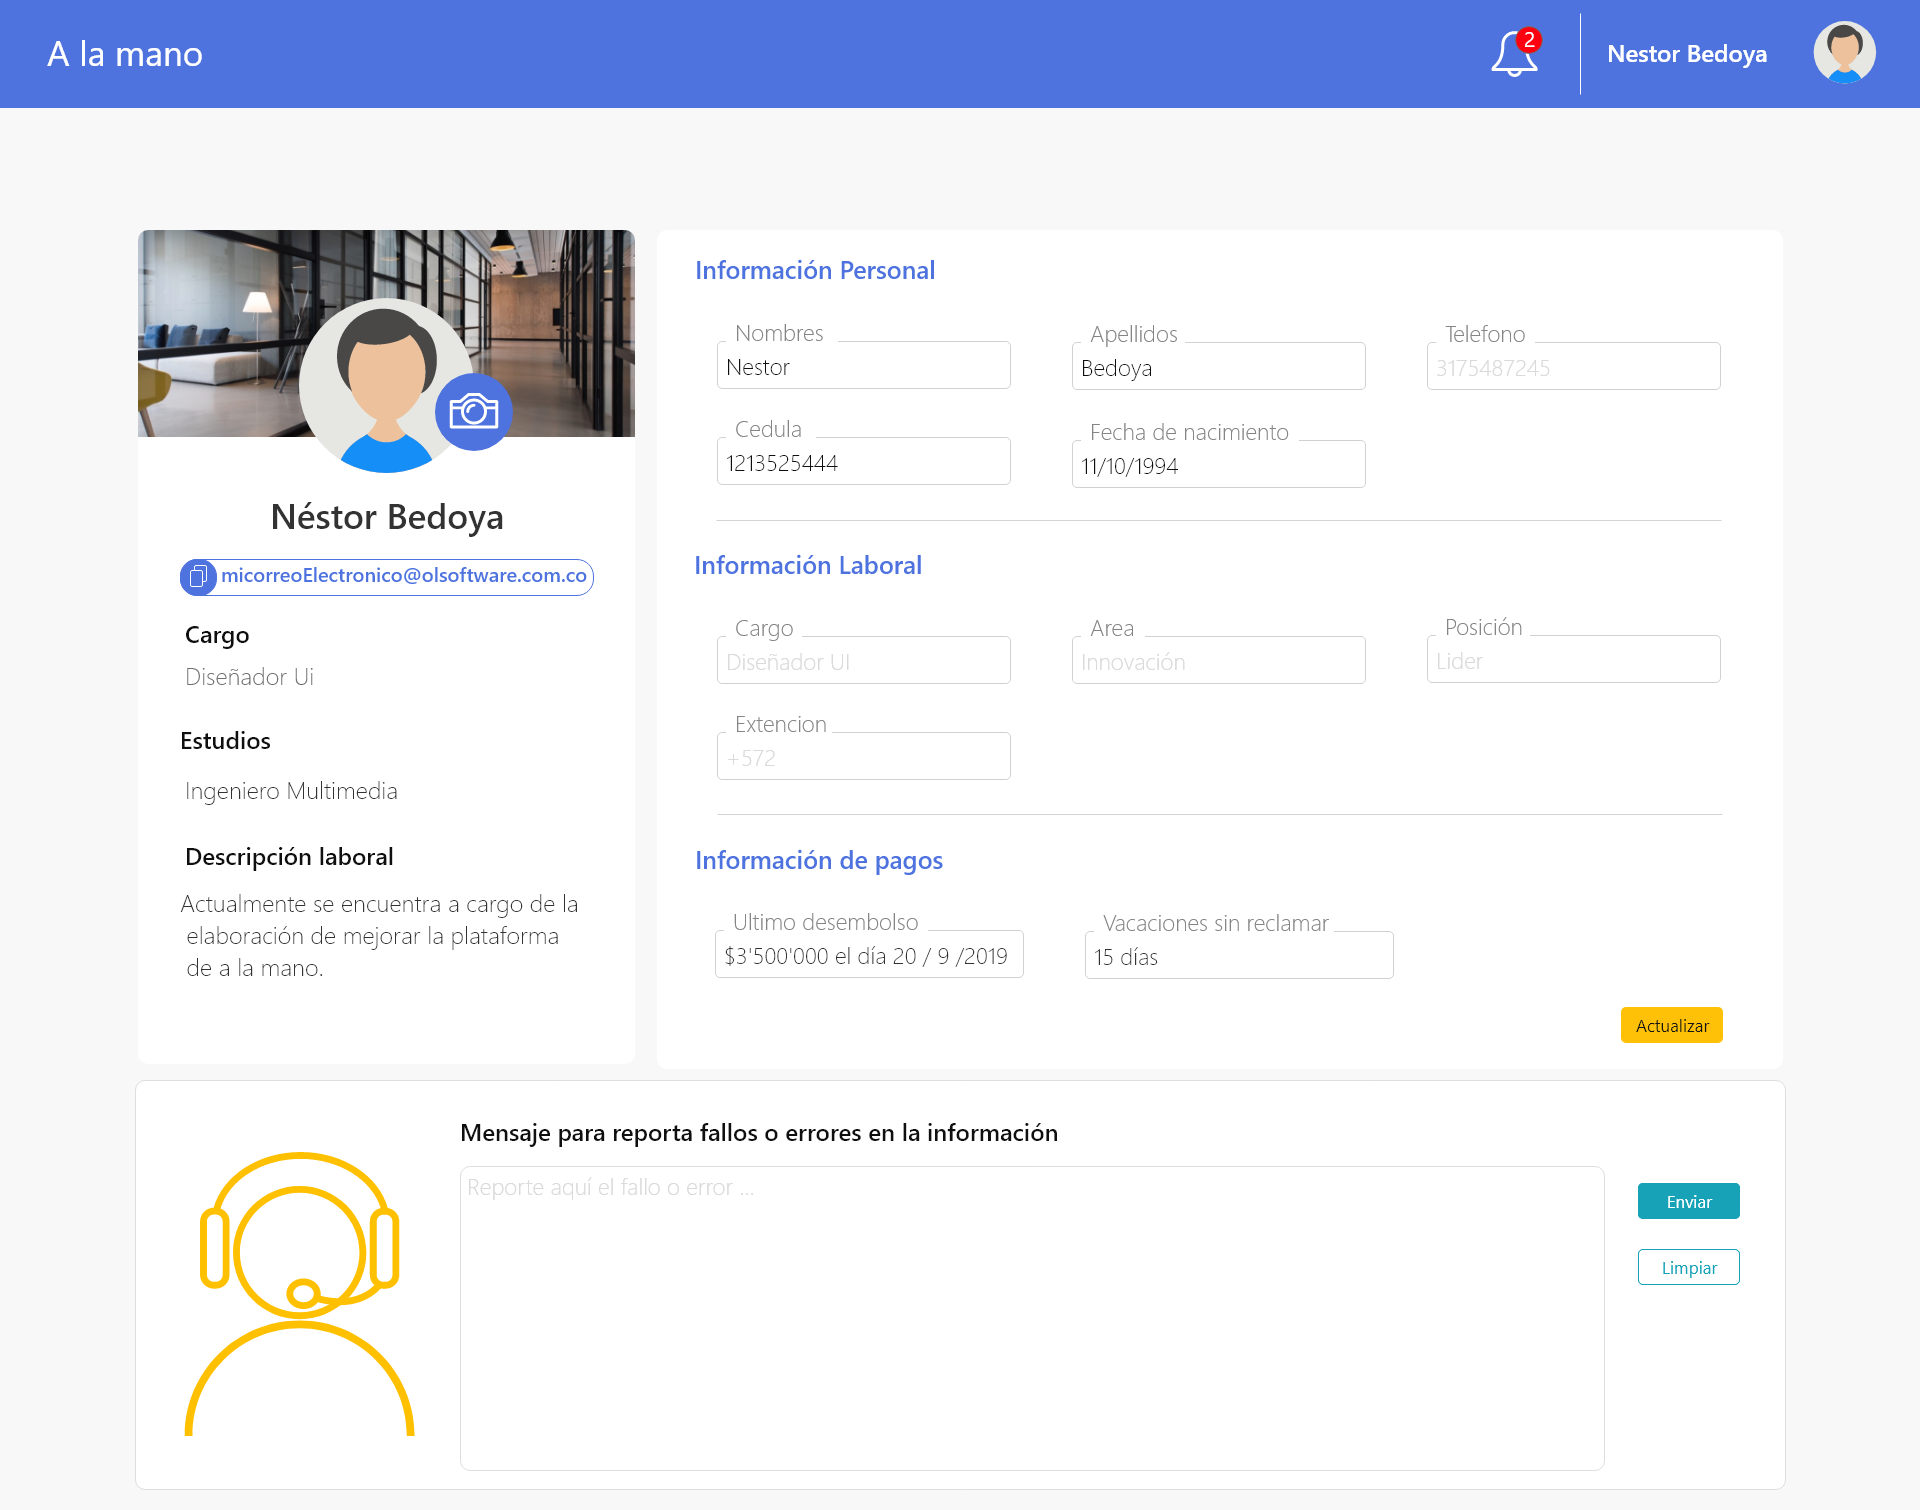 A la mano
2
Nestor Bedoya
Néstor Bedoya
micorreoElectronico@olsoftware.com.co
Cargo
Diseñador Ui
Estudios
Ingeniero Multimedia
Descripción laboral
Actualmente se encuentra a cargo de la
elaboración de mejorar la plataforma
de a la mano.
Información Personal
Nombres
Nestor
Apellidos
Bedoya
Telefono
3175487245
Cedula
1213525444
Fecha de nacimiento
11/10/1994
Información Laboral
Cargo
Diseñador UI
Area
Innovación
Posición
Lider
Extencion
+572
Información de pagos
Ultimo desembolso
$3'500'000 el día 20 / 9 /2019
Vacaciones sin reclamar
15 días
Actualizar
Mensaje para reporta fallos o errores en la información
Reporte aquí el fallo o error ...
Enviar
Limpiar